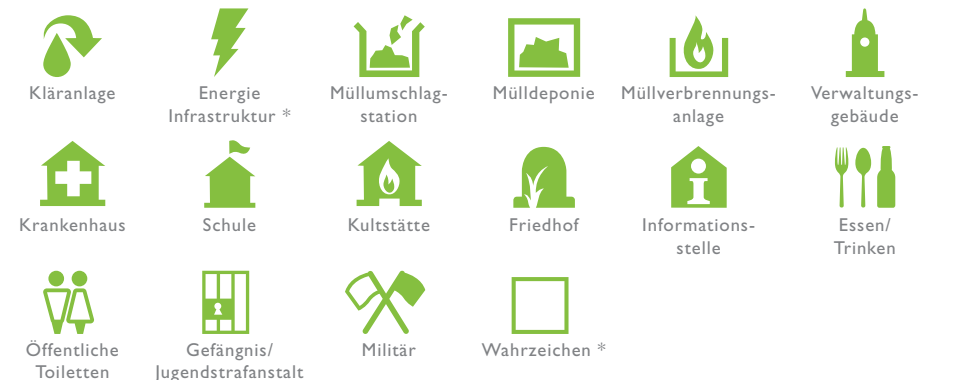 Kläranlage
Energie
Infrastruktur *
Müllumschlag-
station
Mülldeponie
Müllverbrennungs-
anlage
Verwaltungs-
gebäude
Krankenhaus
Schule
Kultstätte
Friedhof
Informations-
stelle
Essen/
Trinken
Öffentliche
Toiletten
Gefängnis/
Jugendstrafanstalt
Militär
Wahrzeichen *